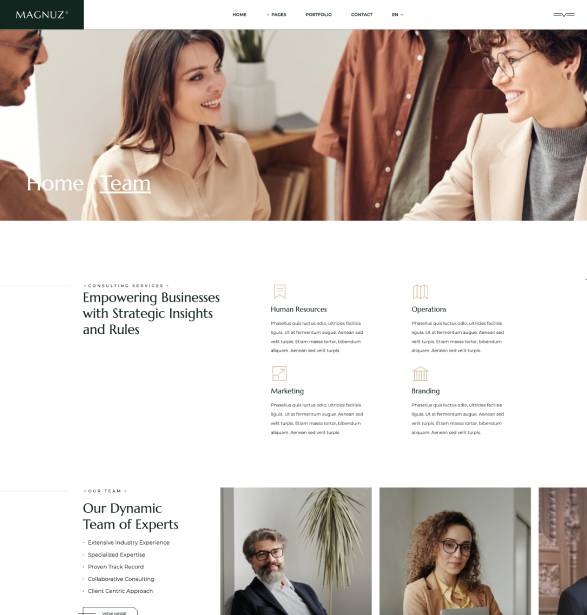 MAGNUZ®
HOME
PAGES
PORTFOLIO
CONTACT
EN
Home
Team
CONSULTING SERVICES
Empowering Businesses
with Strategic Insights
and Rules
Human Resources
Phasellus quis luctus odio, ultricies facilisis
ligula. Ut at fermentum augue. Aenean sed
velit turpis. Etiam massa tortor, bibendum
aliquam. Aenean sed velit turpis.
Operations
Phasellus quis luctus odio, ultricies facilisis
ligula. Ut at fermentum augue. Aenean sed
velit turpis. Etiam massa tortor, bibendum
aliquam. Aenean sed velit turpis.
Marketing
Phasellus quis luctus odio, ultricies facilisis
ligula. Ut at fermentum augue. Aenean sed
velit turpis. Etiam massa tortor, bibendum
aliquam. Aenean sed velit turpis.
Branding
Phasellus quis luctus odio, ultricies facilisis
ligula. Ut at fermentum augue. Aenean sed
velit turpis. Etiam massa tortor, bibendum
aliquam. Aenean sed velit turpis.
OUR TEAM
Our Dynamic
Team of Experts
Extensive Industry Experience
Specialized Expertise
Proven Track Record
Collaborative Consulting
Client Centric Approach
VIEW MORE